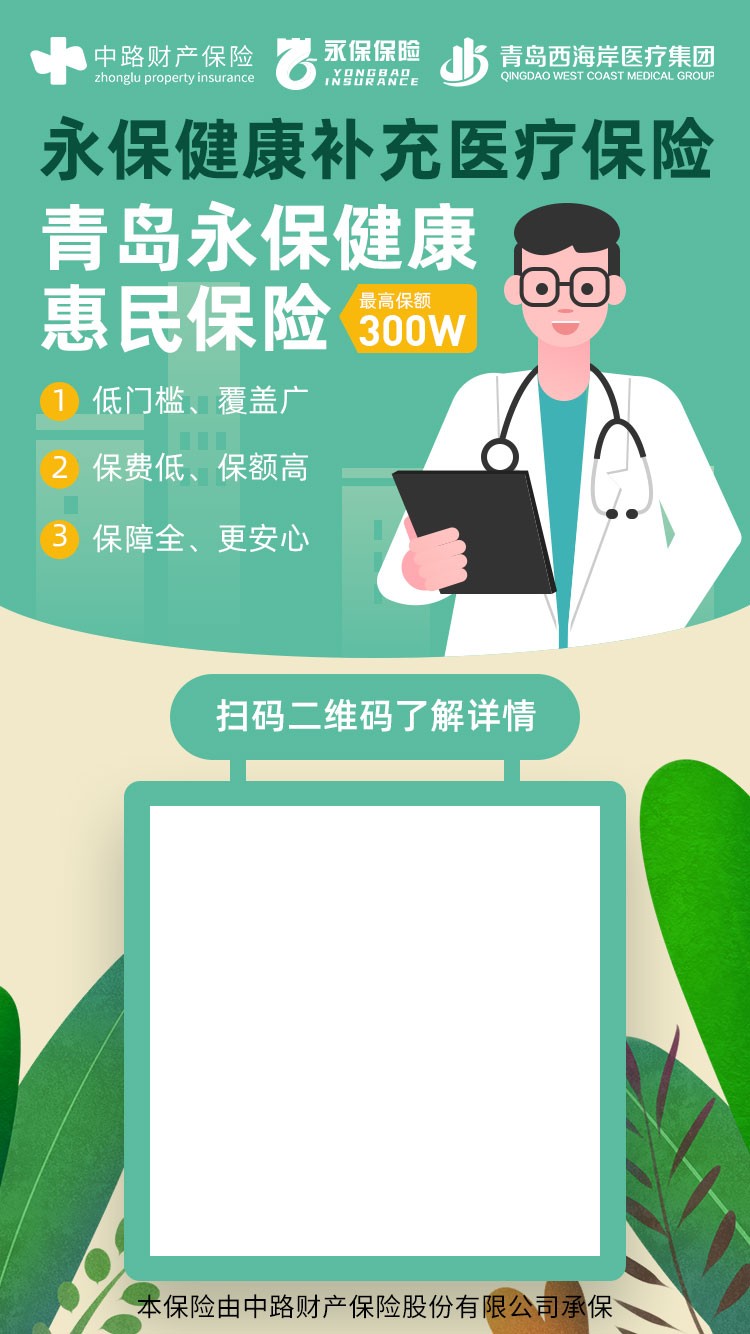 中路财产保险
zhonglu property insurance
永保保险
YONGBAO
INSURANCE
青岛西海岸医疗集团
QINGDAO WEST COAST MEDICAL GROUP
永保健康补充医疗保险
青岛永保健康
惠民保险
最高保额
300W
1 低门槛、覆盖广
2 保费低、保额高
3 保障全、更安心
扫码二维码了解详情
本保险由中路财产保险股份有限公司承保